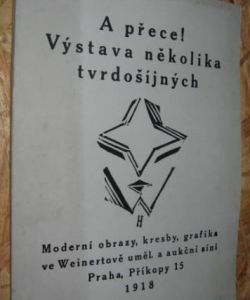 A přece!
Výstava několika
tvrdošíjných
H
Moderní obrazy, kresby, grafika
ve Weinertově uměl. a aukční síni
Praha, Příkopy 15
1918